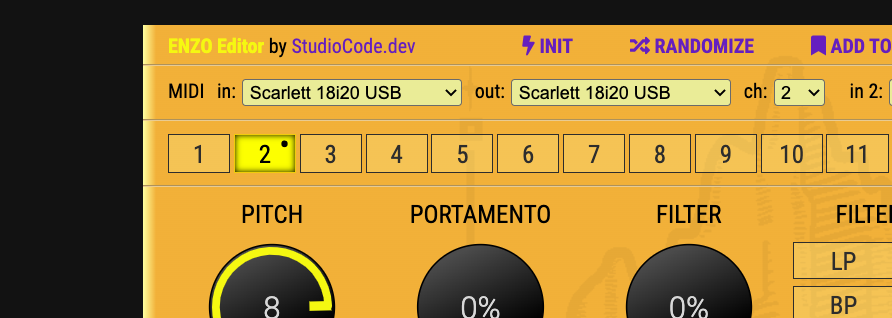 ENZO Editor by StudioCode.dev INIT RANDOMIZE ADD TO
MIDI in: Scarlett 18i20 USB out: Scarlett 18i20 USB ch: 2 in 2:
1 2 3 4 5 6 7 8 9 10 11
PITCH PORTAMENTO FILTER FILTE
LP
8 0% 0% BP